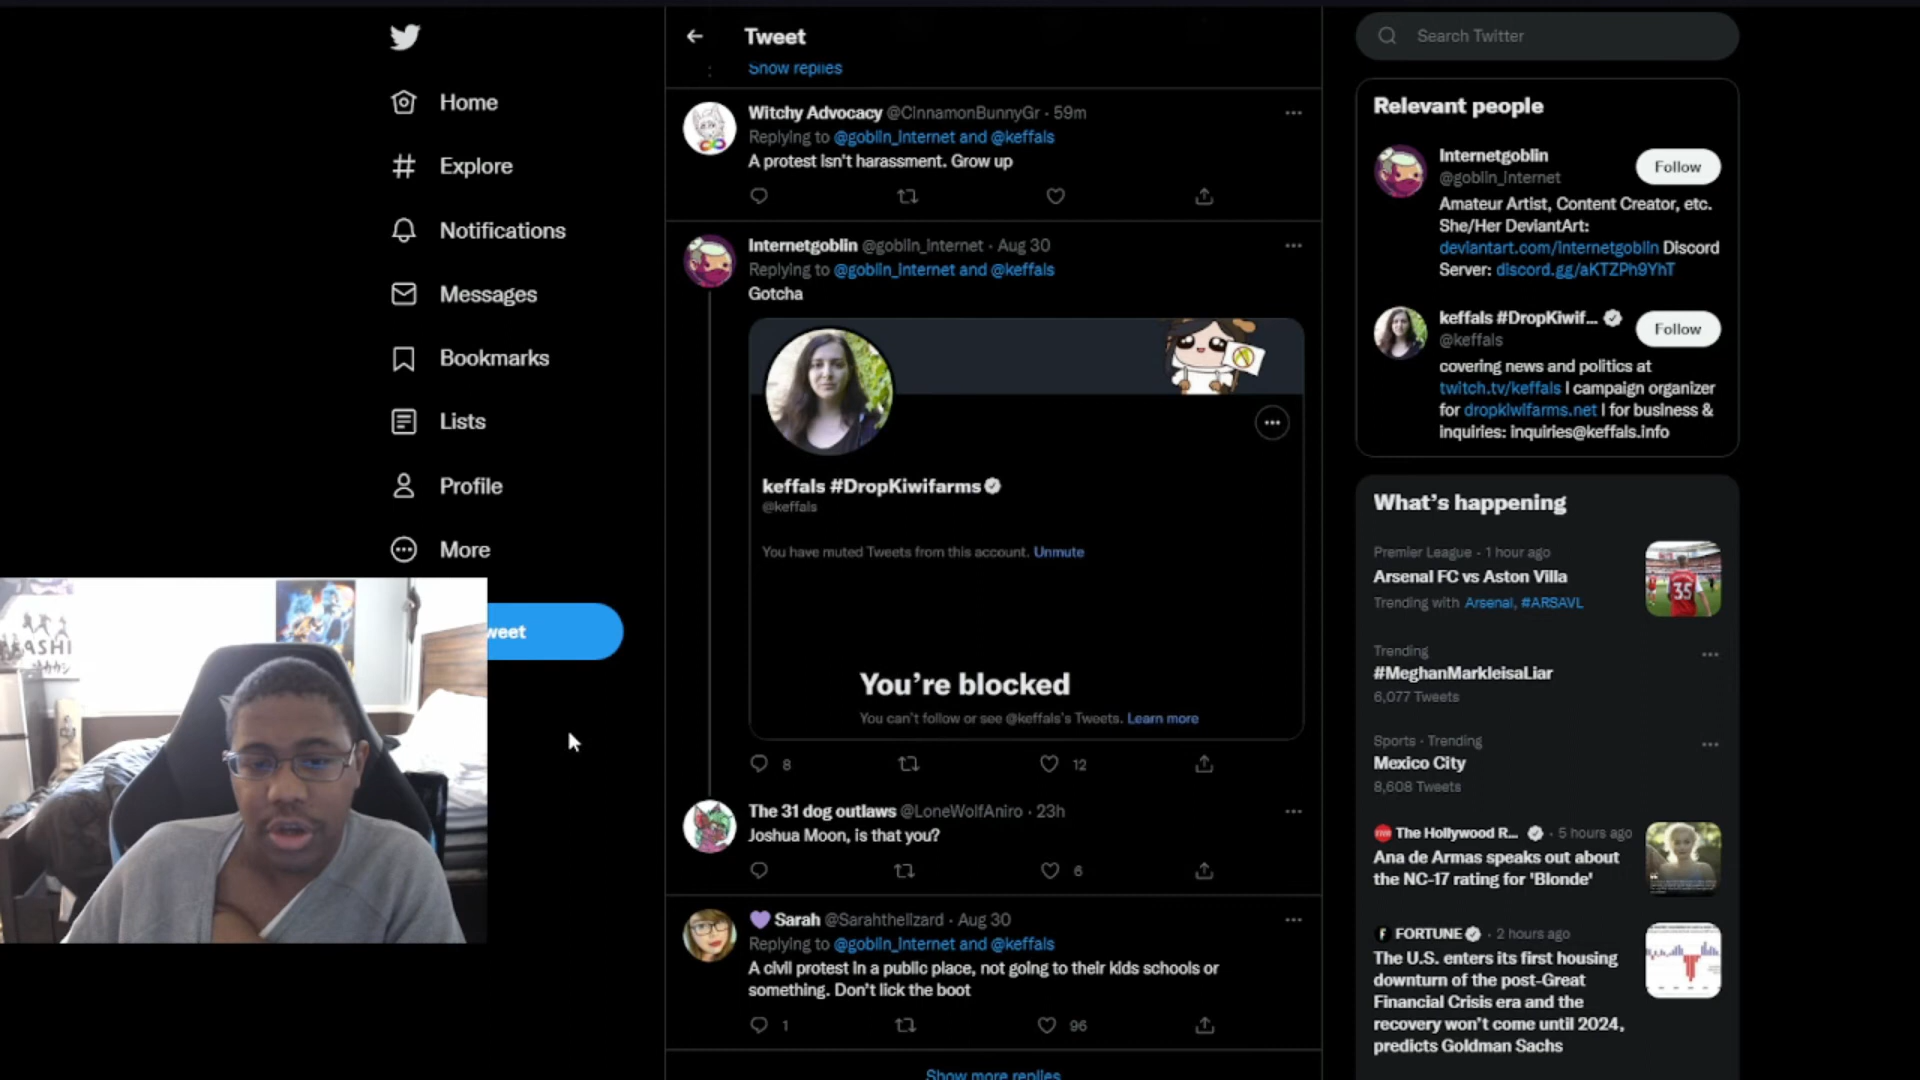 Home
Explore
Notifications
Messages
Bookmarks
Lists
Profile
More
weet
ASHI
Tweet
Show replies
Witchy Advocacy @CinnamonBunnyGr · 59m
Replying to @goblin_internet and @keffals
A protest isn't harassment. Grow up
Internetgoblin @goblin_internet · Aug 30
Replying to @goblin_internet and @keffals
Gotcha
keffals #DropKiwifarms
@keffals
You have muted Tweets from this account. Unmute
You're blocked
You can't follow or see @keffals's Tweets. Learn more
8 12
The 31 dog outlaws @LoneWolfAniro · 23h
Joshua Moon, is that you?
6
Sarah @Sarahthelizard · Aug 30
Replying to @goblin_internet and @keffals
A civil protest in a public place, not going to their kids schools or
something. Don't lick the boot
1 96
Show more replies
Search Twitter
Relevant people
Internetgoblin
@goblin_internet
Follow
Amateur Artist, Content Creator, etc.
She/Her DeviantArt:
deviantart.com/internetgoblin Discord
Server: discord.gg/aKTZPh9YhT
keffals #DropKiwif...
@keffals
Follow
covering news and politics at
twitch.tv/keffals | campaign organizer
for dropkiwifarms.net | for business &
inquiries: inquiries@keffals.info
What's happening
Premier League · 1 hour ago
Arsenal FC vs Aston Villa
Trending with Arsenal, #ARSAVL
35
Trending
#MeghanMarkleisaLiar
6,077 Tweets
Sports · Trending
Mexico City
8,608 Tweets
The Hollywood R... · 5 hours ago
Ana de Armas speaks out about
the NC-17 rating for 'Blonde'
F FORTUNE · 2 hours ago
The U.S. enters its first housing
downturn of the post-Great
Financial Crisis era and the
recovery won't come until 2024,
predicts Goldman Sachs